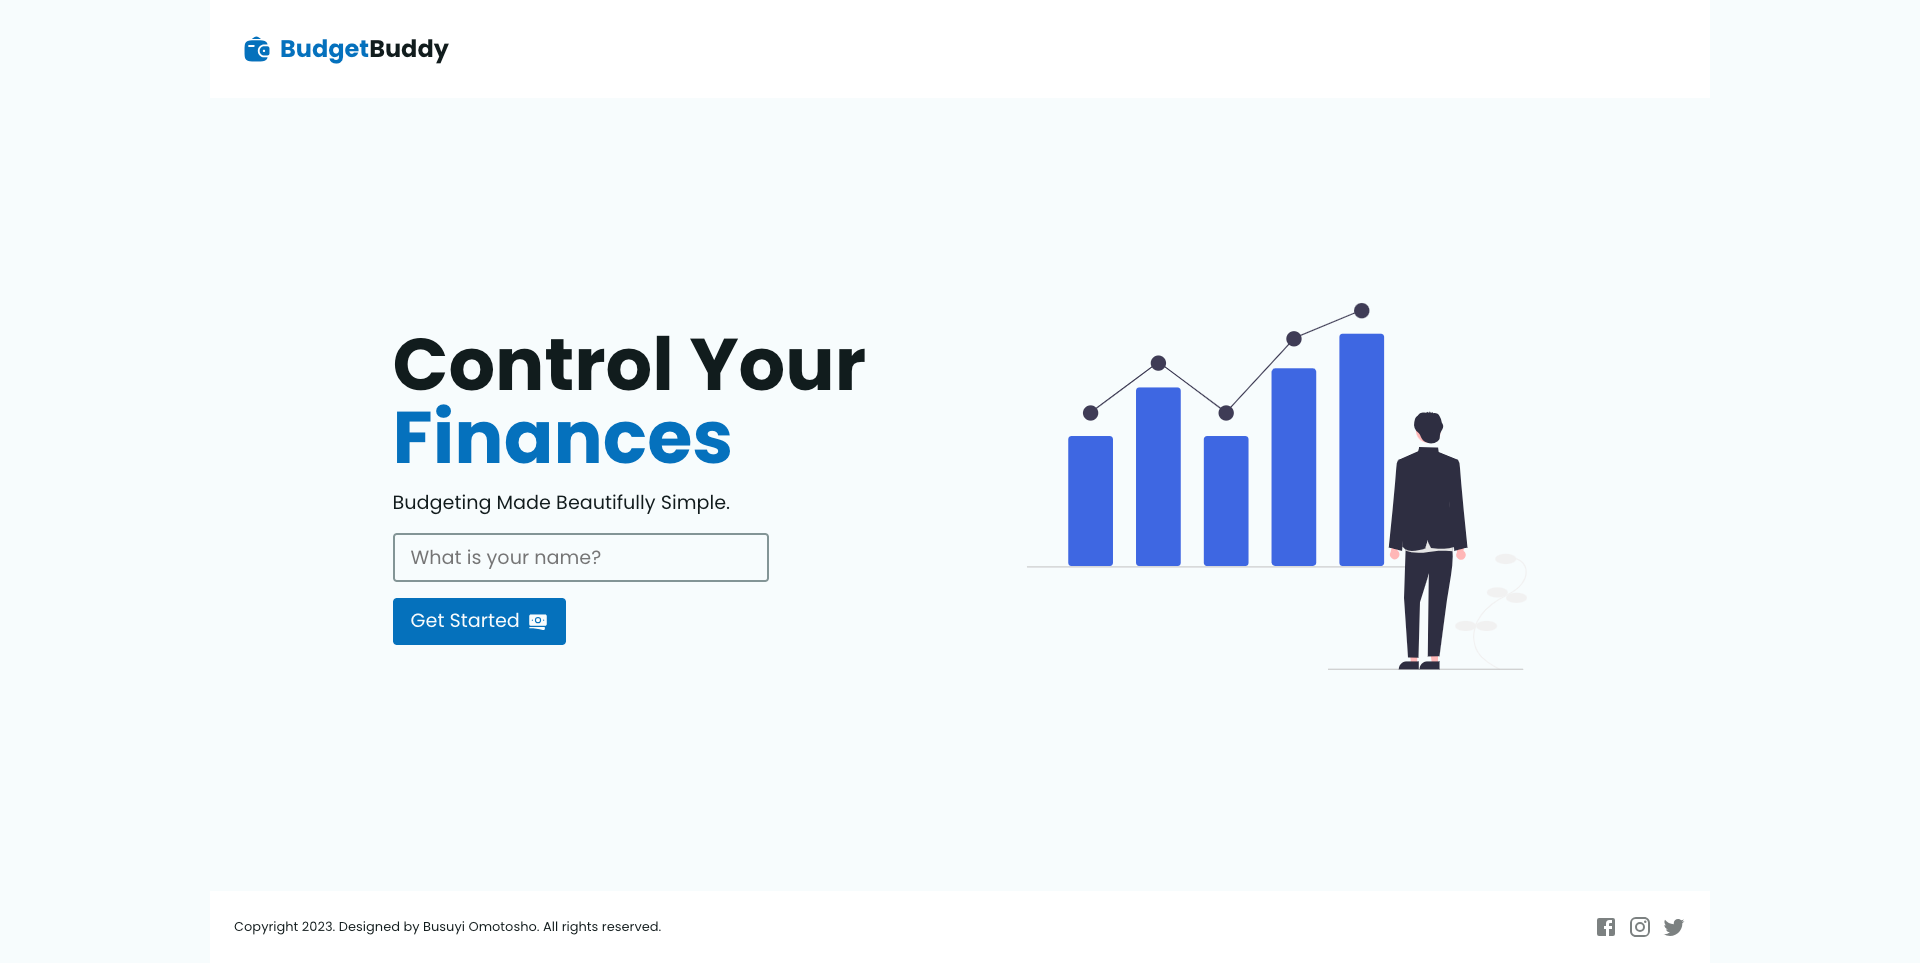 BudgetBuddy
Control Your
Finances
Budgeting Made Beautifully Simple.
What is your name?
Get Started
Copyright 2023. Designed by Busuyi Omotosho. All rights reserved.